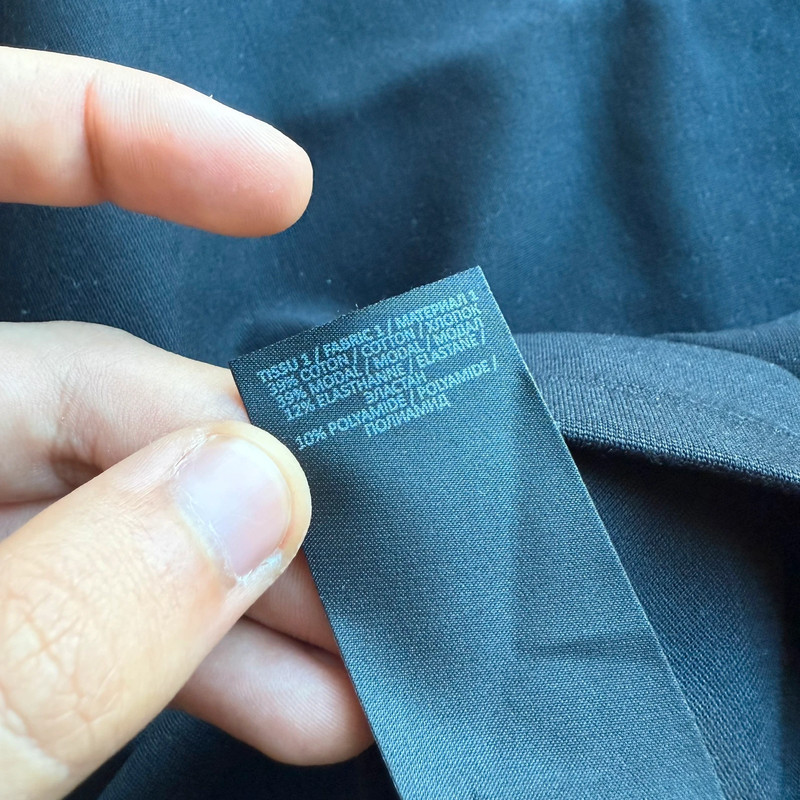 TISSU 1 / FABRIC 1 / МАТЕРИАЛ 1
39% COTON / COTTON / ХЛОПОК
39% MODAL / MODAL / МОДАЛ
12% ELASTHANNE / ELASTANE /
ЭЛАСТАН
10% POLYAMIDE / POLYAMIDE /
ПОЛИАМИД